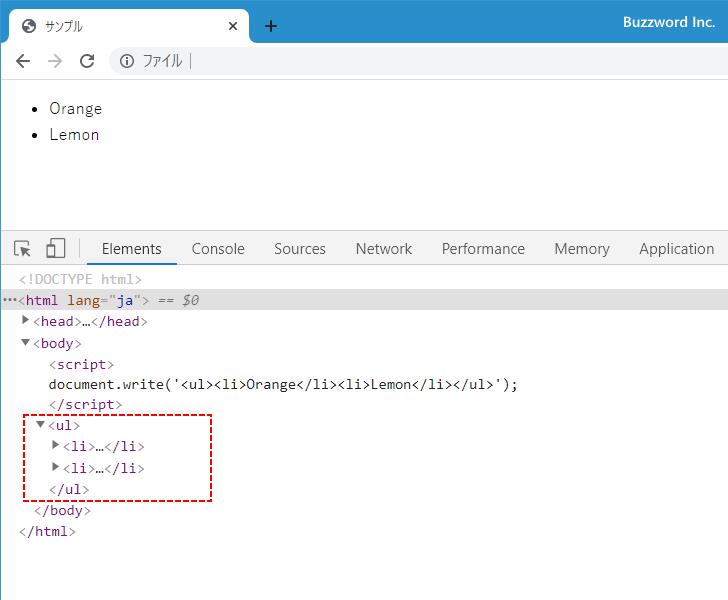 サンプル
Buzzword Inc.
ファイル
Orange
Lemon
Elements Console Sources Network Performance Memory Application
<!DOCTYPE html>
…<html lang="ja"> == $0
<head>…</head>
<body>
<script>
document.write('<ul><li>Orange</li><li>Lemon</li></ul>');
</script>
<ul>
<li>…</li>
<li>…</li>
</ul>
</body>
</html>